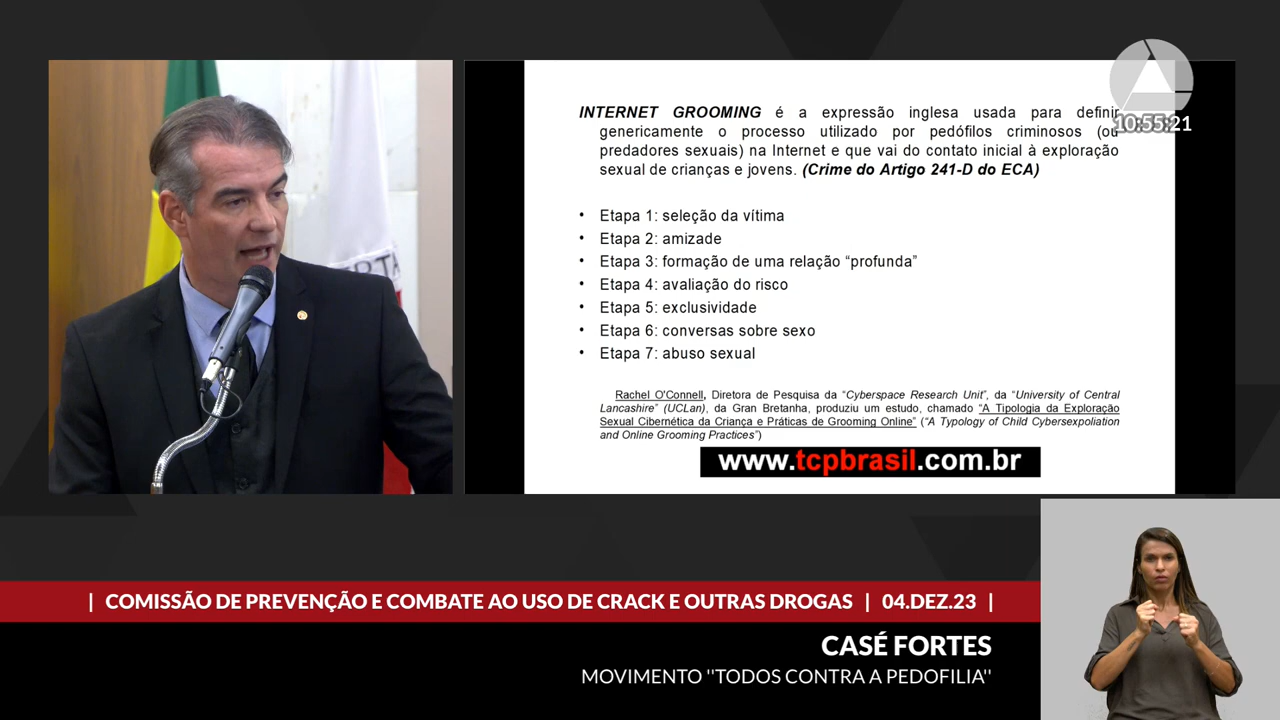 INTERNET GROOMING é a expressão inglesa usada para definir
genericamente o processo utilizado por pedófilos criminosos (ou
predadores sexuais) na Internet e que vai do contato inicial à exploração
sexual de crianças e jovens. (Crime do Artigo 241-D do ECA)
10:55:21
• Etapa 1: seleção da vítima
• Etapa 2: amizade
• Etapa 3: formação de uma relação “profunda”
• Etapa 4: avaliação do risco
• Etapa 5: exclusividade
• Etapa 6: conversas sobre sexo
• Etapa 7: abuso sexual
Rachel O'Connell, Diretora de Pesquisa da “Cyberspace Research Unit”, da “University of Central
Lancashire” (UCLan), da Gran Bretanha, produziu um estudo, chamado “A Tipologia da Exploração
Sexual Cibernética da Criança e Práticas de Grooming Online” (“A Typology of Child Cybersexpoliation
and Online Grooming Practices”)
www.tcpbrasil.com.br
| COMISSÃO DE PREVENÇÃO E COMBATE AO USO DE CRACK E OUTRAS DROGAS | 04.DEZ.23 |
CASÉ FORTES
MOVIMENTO "TODOS CONTRA A PEDOFILIA"